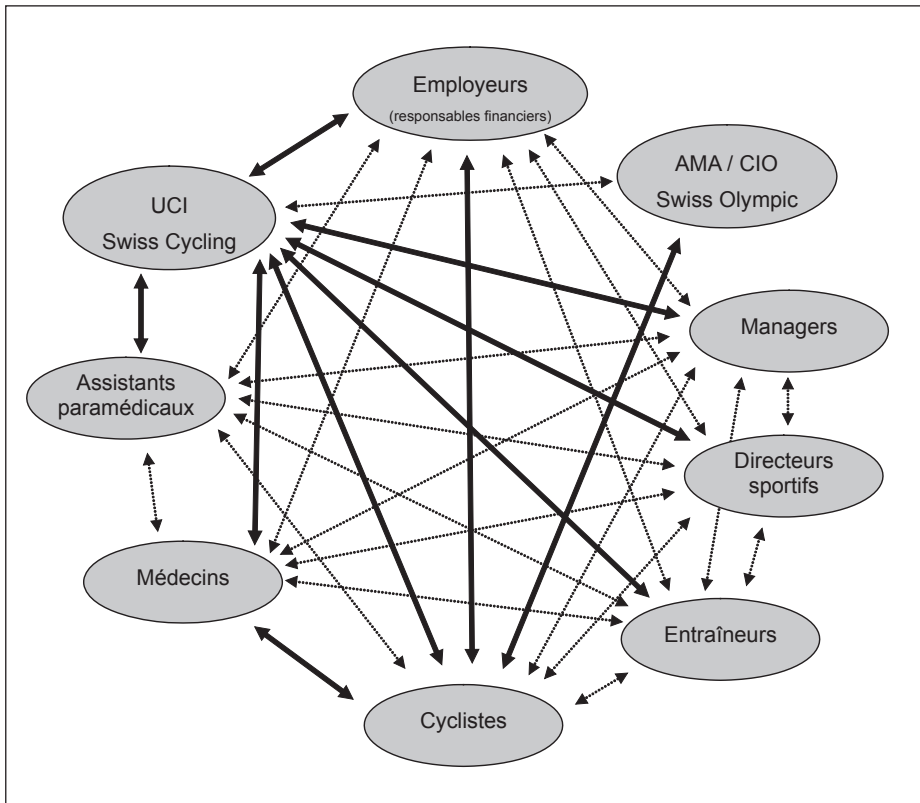 Employeurs
(responsables financiers)
AMA / CIO
Swiss Olympic
UCI
Swiss Cycling
Managers
Assistants
paramédicaux
Directeurs
sportifs
Médecins
Entraîneurs
Cyclistes